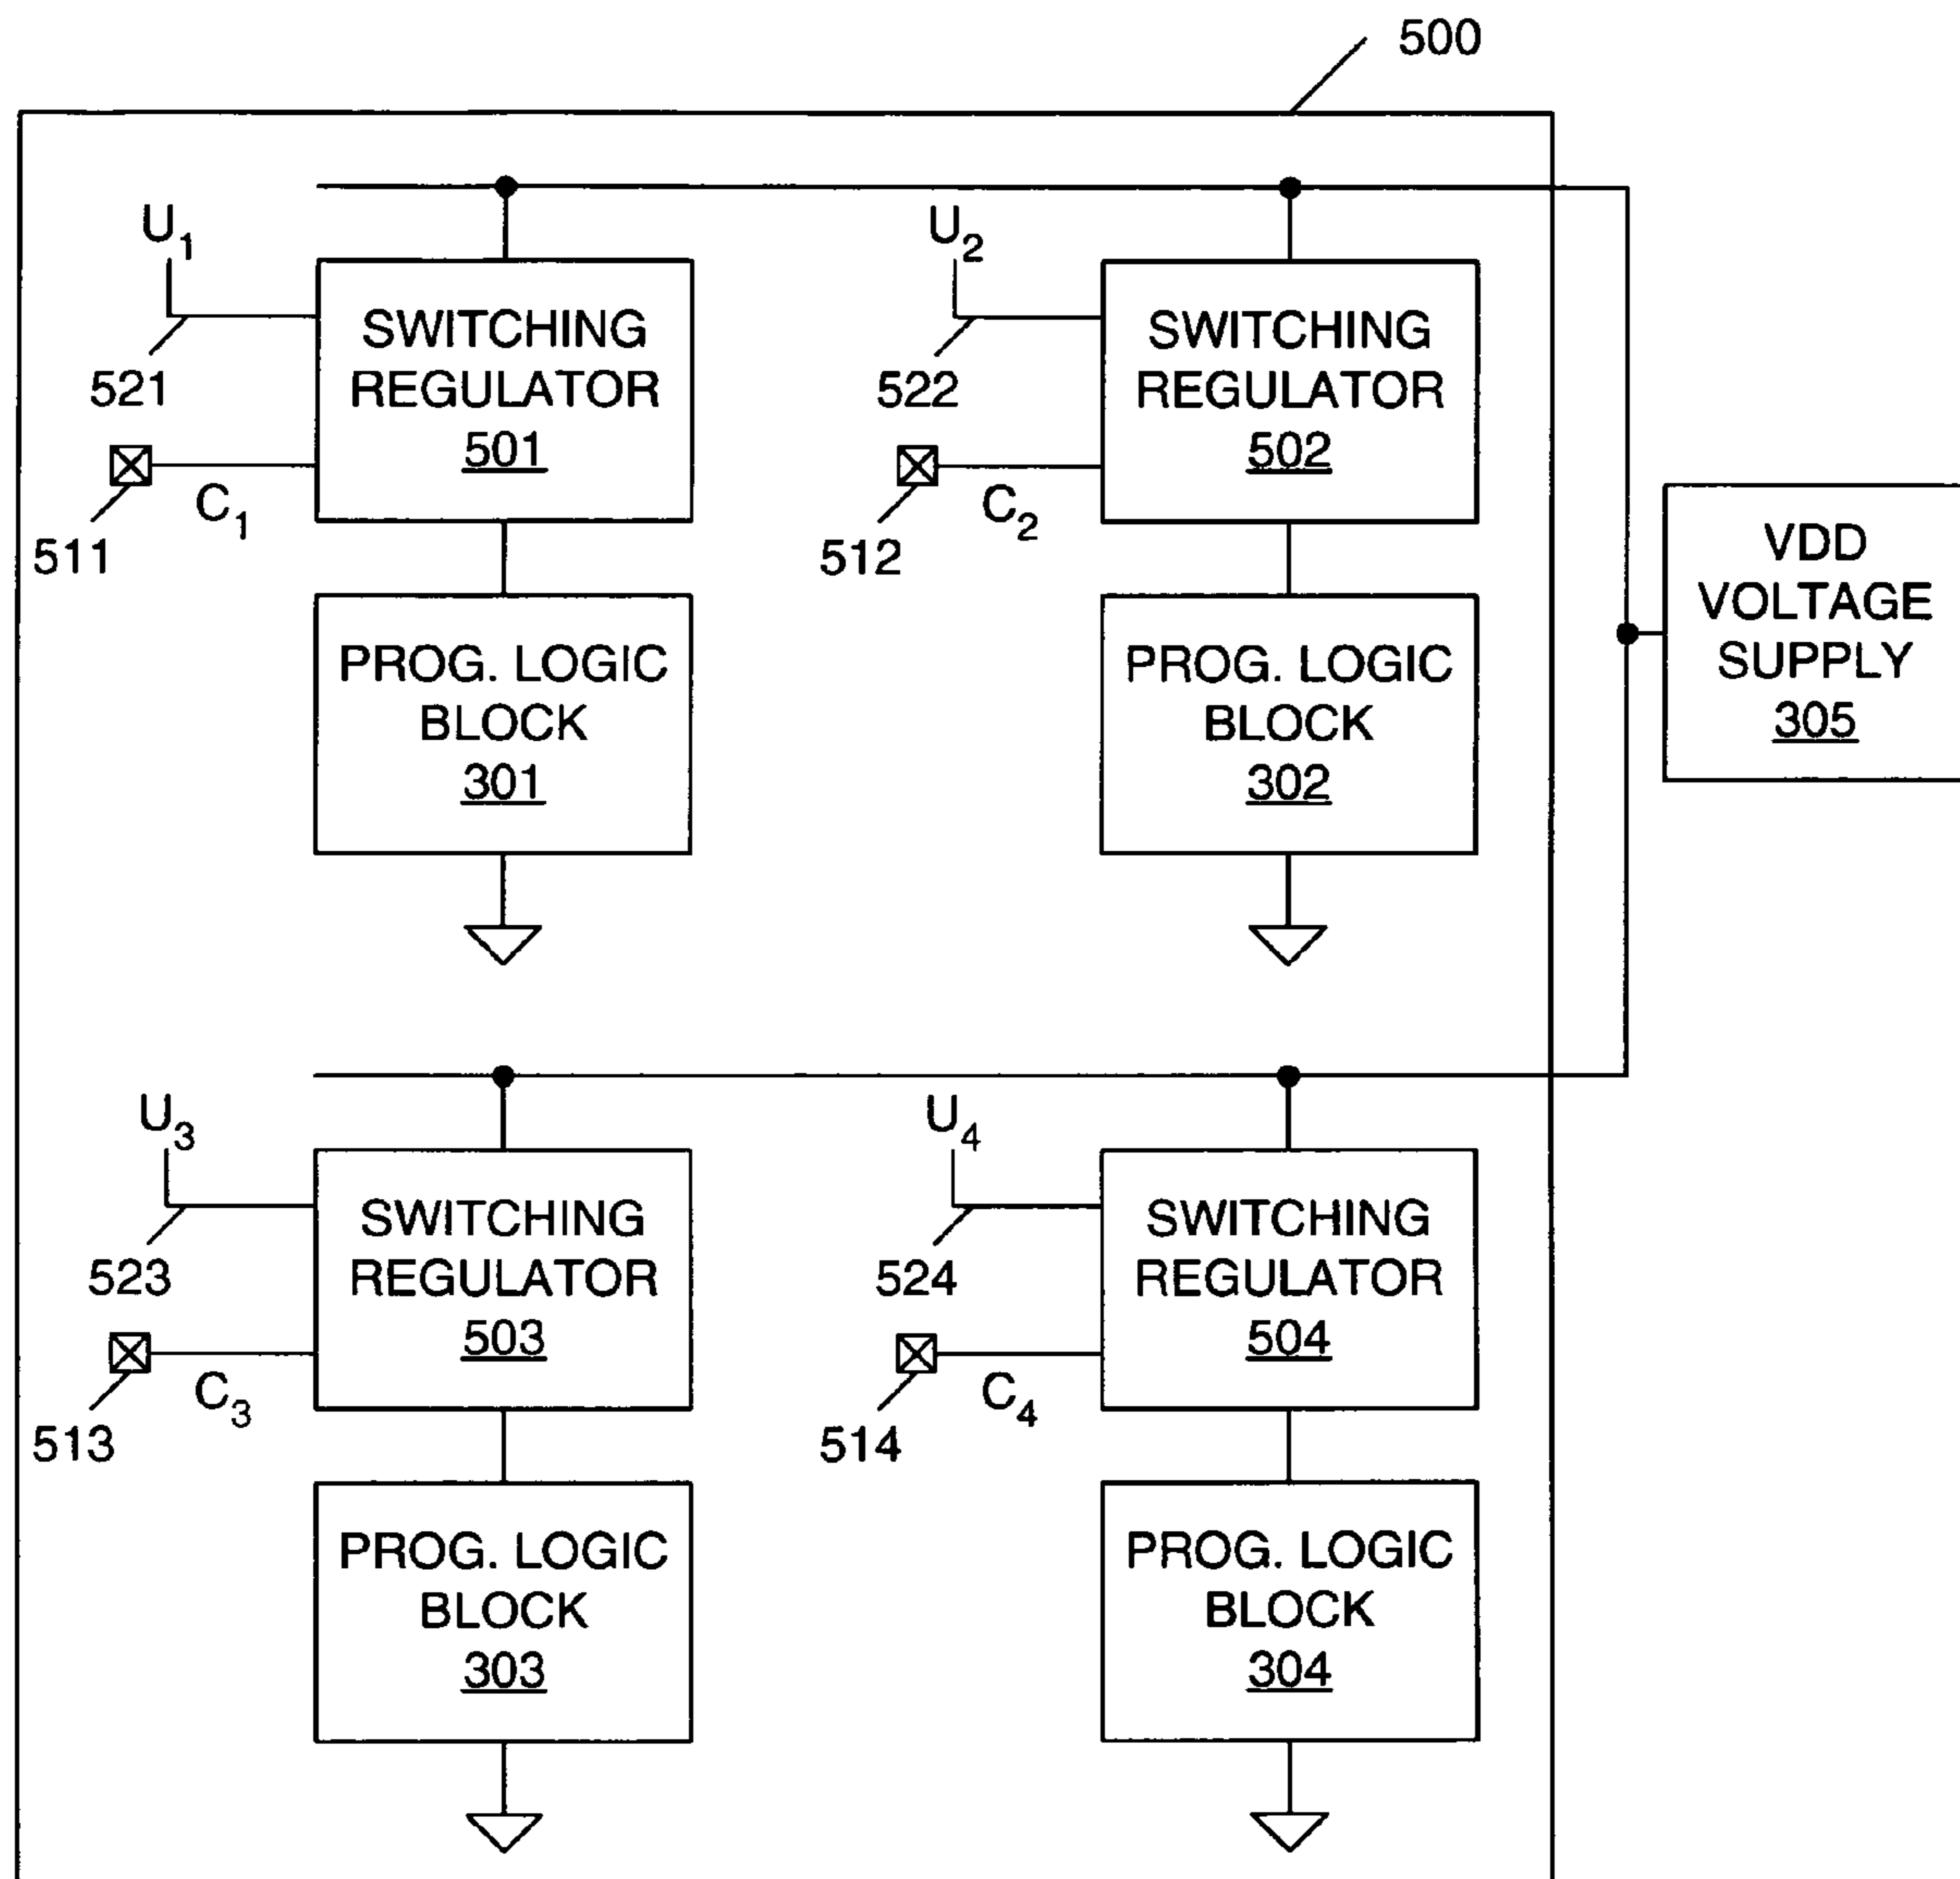 500
U1
U2
SWITCHING
REGULATOR
501
SWITCHING
REGULATOR
502
521
522
C1
C2
511
512
VDD
VOLTAGE
SUPPLY
305
PROG. LOGIC
BLOCK
301
PROG. LOGIC
BLOCK
302
U3
U4
SWITCHING
REGULATOR
503
SWITCHING
REGULATOR
504
523
524
C3
C4
513
514
PROG. LOGIC
BLOCK
303
PROG. LOGIC
BLOCK
304